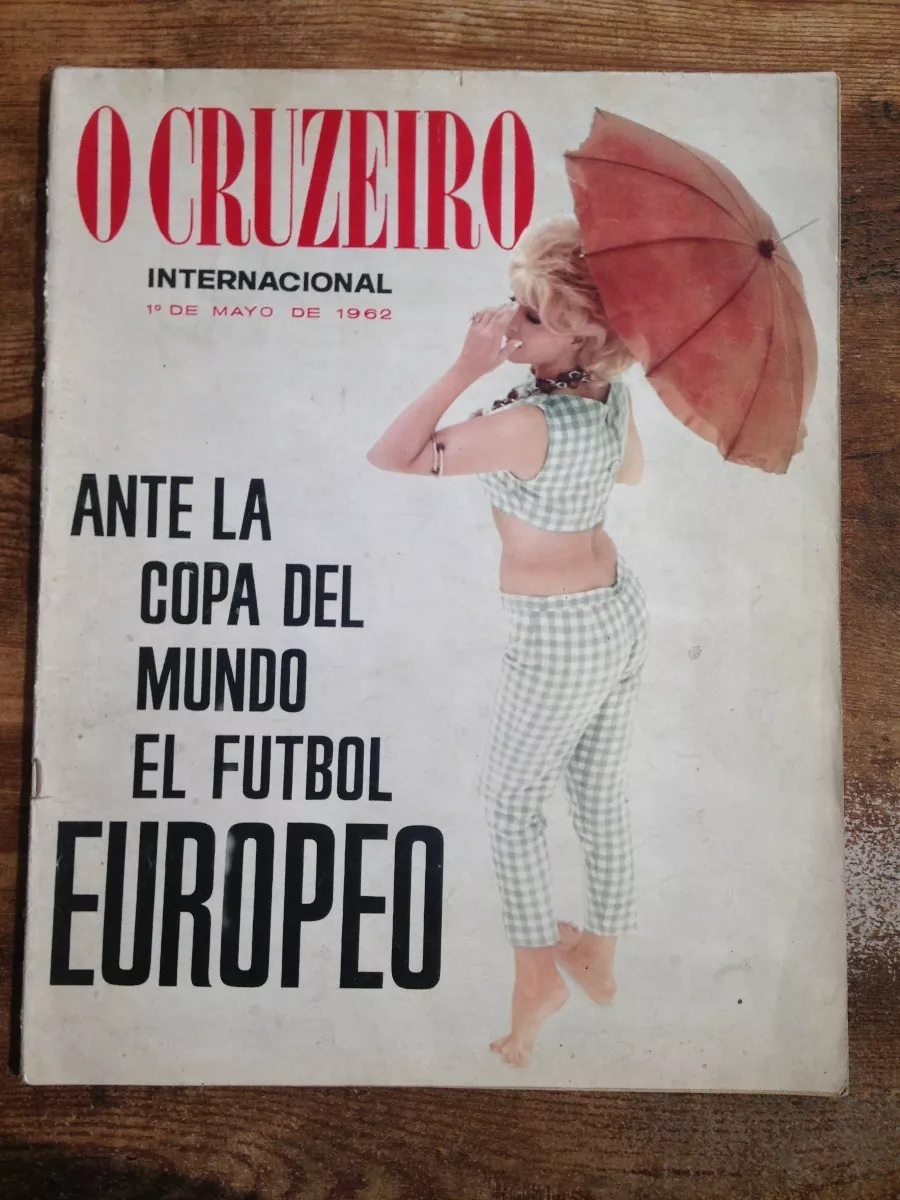 O CRUZEIRO
INTERNACIONAL
1º DE MAYO DE 1962
ANTE LA
COPA DEL
MUNDO
EL FUTBOL
EUROPEO